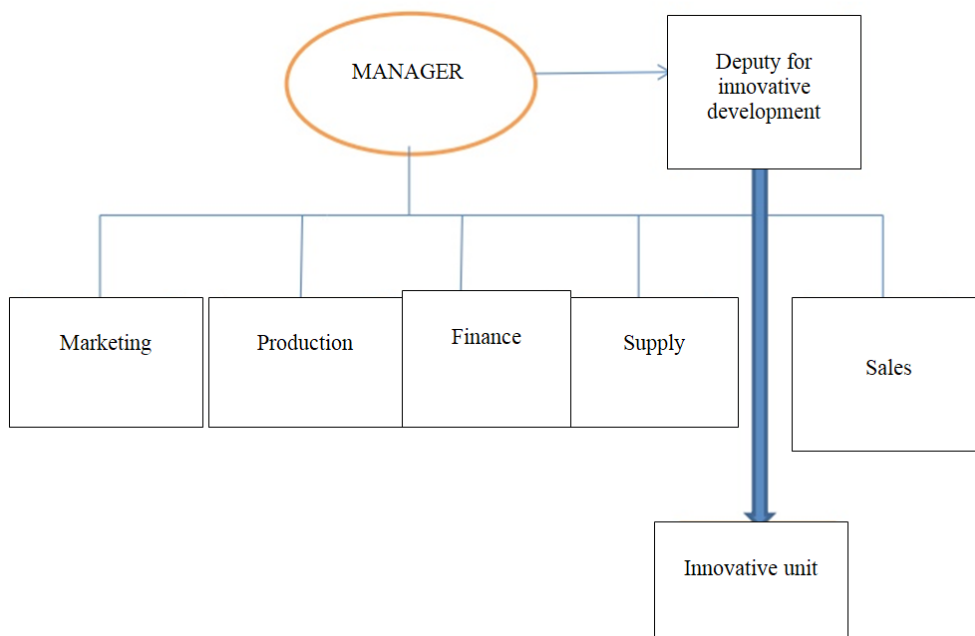 MANAGER
Deputy for
innovative
development
Marketing
Production
Finance
Supply
Sales
Innovative unit